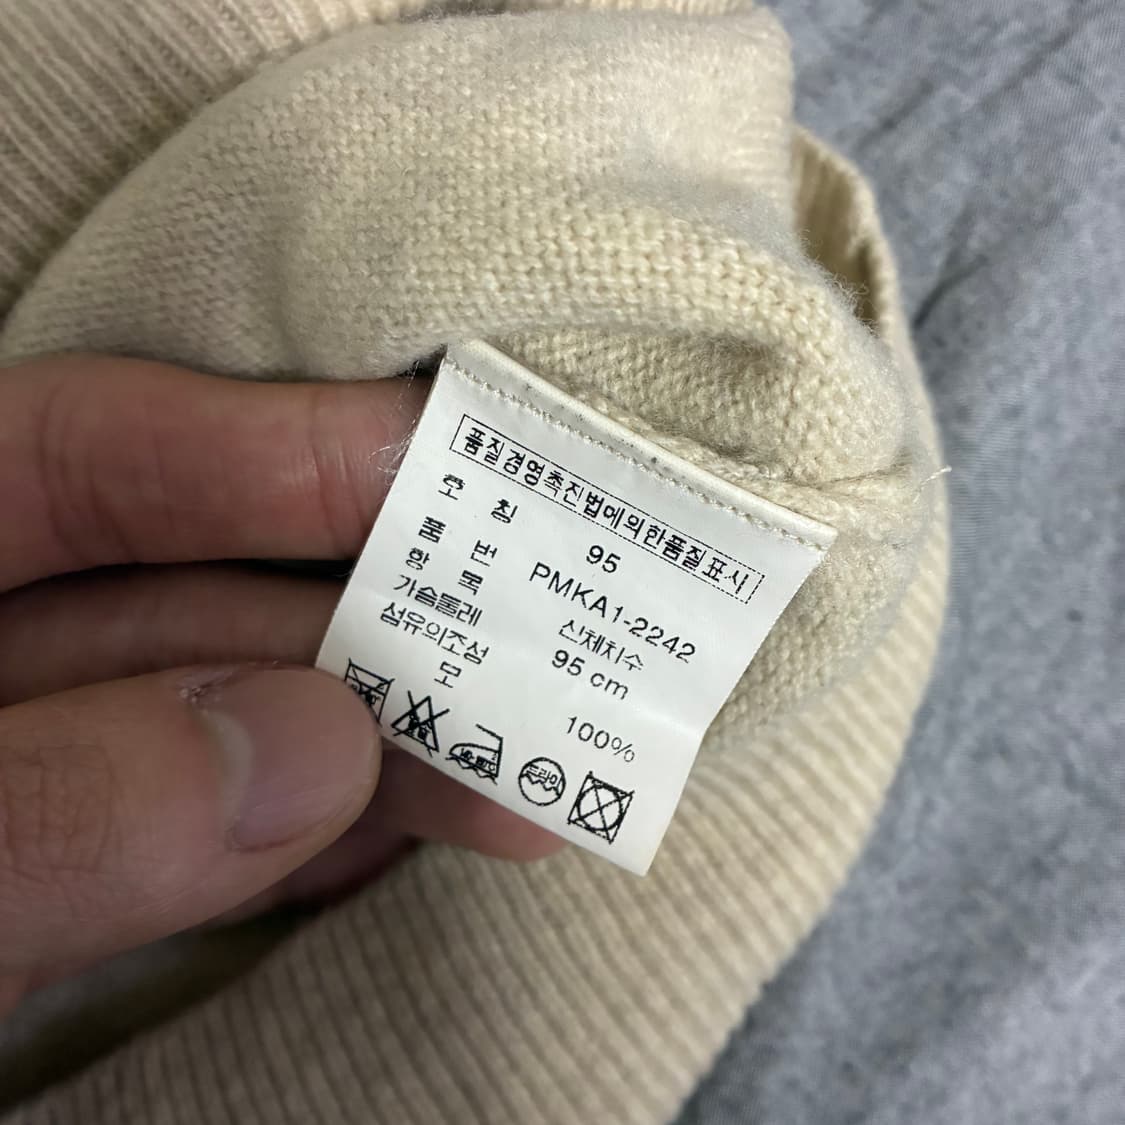 품질경영촉진법에의한품질표시
호 칭 95
품 번 PMKA1-2242
항 목 신체치수
가슴둘레 95 cm
섬유의조성
모 100%
드라이